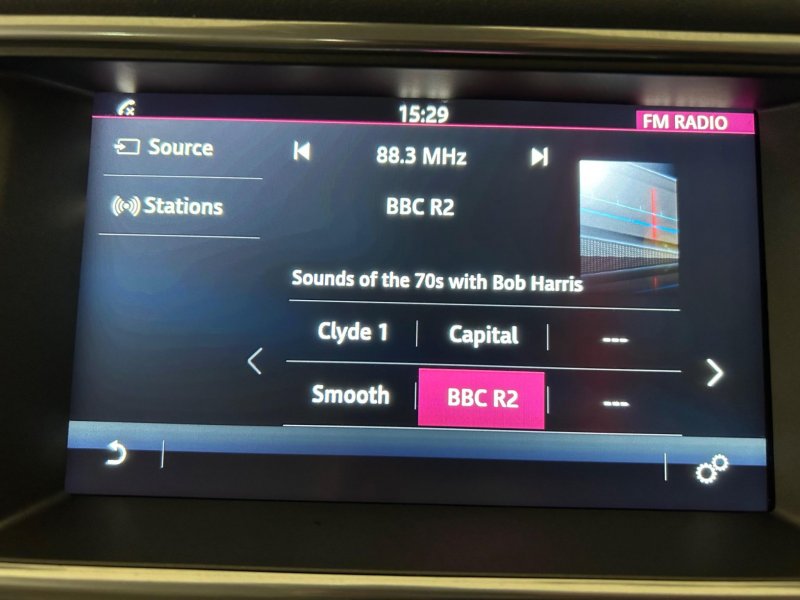 15:29
FM RADIO
Source
88.3 MHz
Stations
BBC R2
Sounds of the 70s with Bob Harris
Clyde 1
Capital
---
Smooth
BBC R2
---